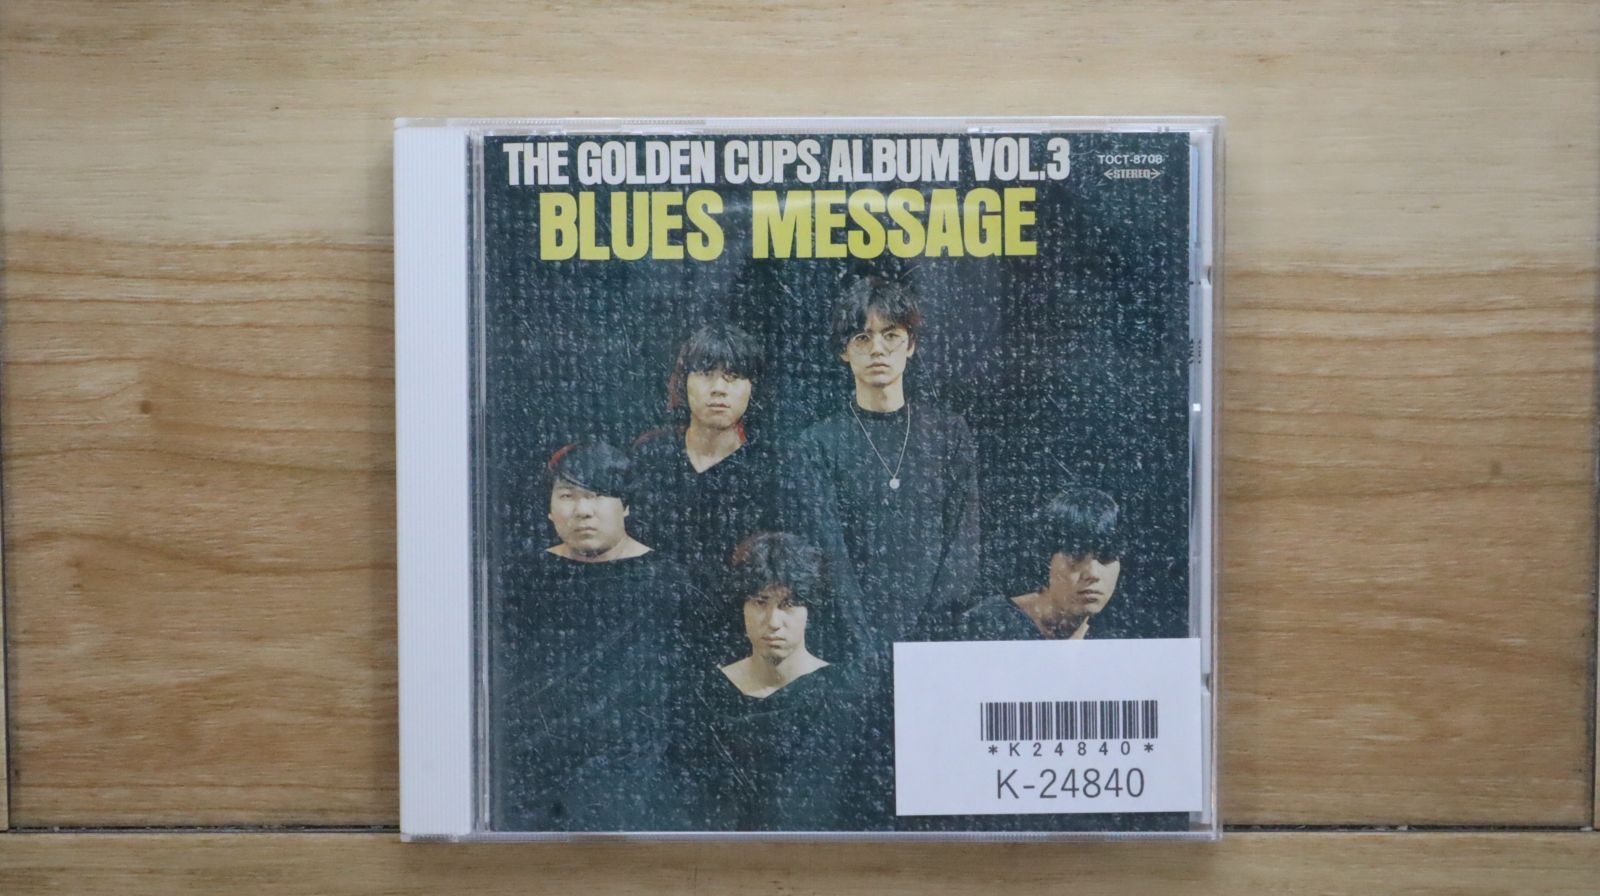 THE GOLDEN CUPS ALBUM VOL.3
TOCT-8708
STEREO
BLUES MESSAGE
*K24840*
K-24840